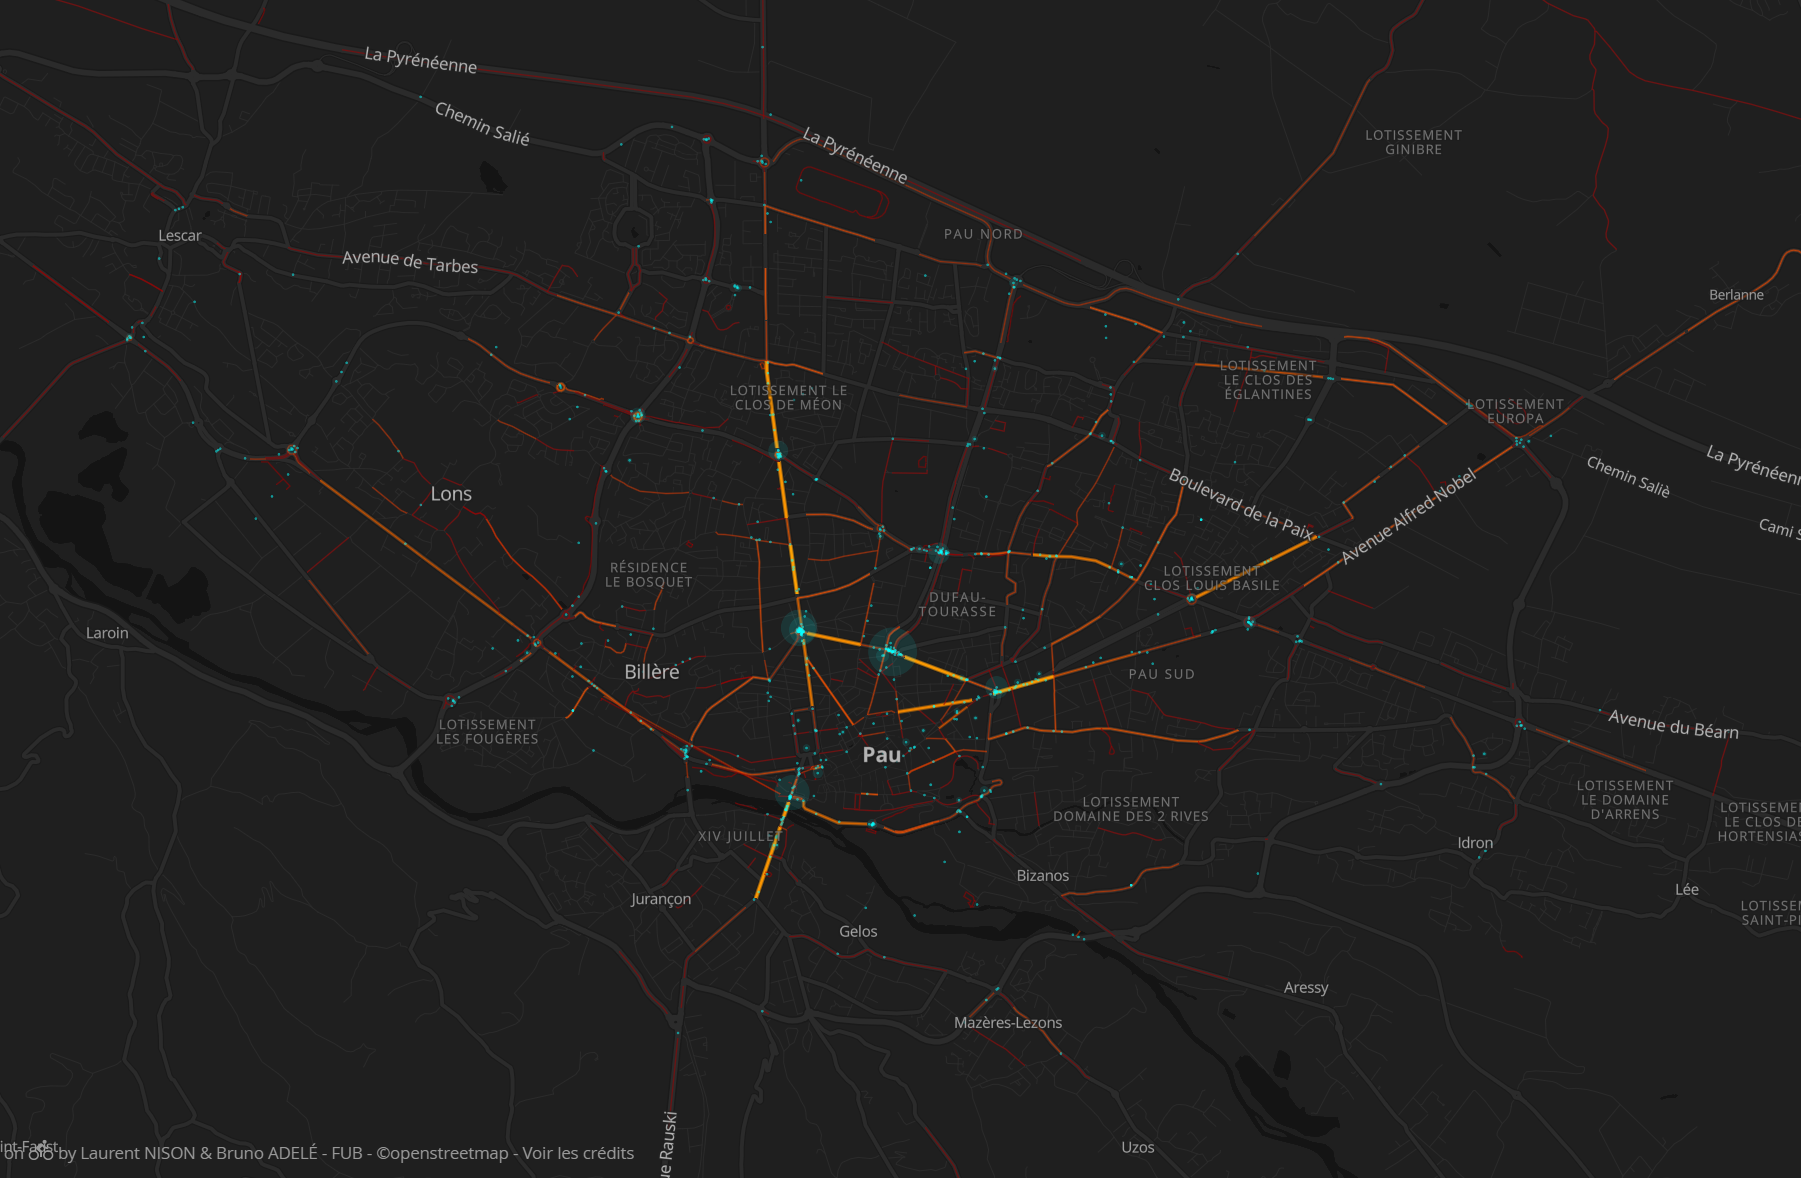 La Pyrénéenne
Chemin Salié
La Pyrénéenne
LOTISSEMENT
GINIBRE
Lescar
Avenue de Tarbes
PAU NORD
Berlanne
LOTISSEMENT LE
CLOS DE MÉON
LOTISSEMENT
LE CLOS DES
ÉGLANTINES
LOTISSEMENT
EUROPA
La Pyrénéenn
Chemin Saliè
Cami S
Lons
Boulevard de la Paix
Avenue Alfred Nobel
RÉSIDENCE
LE BOSQUET
LOTISSEMENT
CLOS LOUIS BASILE
DUFAU-
TOURASSE
Laroin
Billère
PAU SUD
LOTISSEMENT
LES FOUGÈRES
Avenue du Béarn
Pau
LOTISSEMENT
DOMAINE DES 2 RIVES
LOTISSEMENT
LE DOMAINE
D'ARRENS
LOTISSEME
LE CLOS DE
HORTENSIAS
XIV JUILLET
Idron
Bizanos
Lée
Jurançon
LOTISSEM
SAINT-PI
Gelos
Aressy
Mazères-Lezons
ue Rauski
Uzos
int-Faust
on by Laurent NISON & Bruno ADELÉ - FUB - ©openstreetmap - Voir les crédits